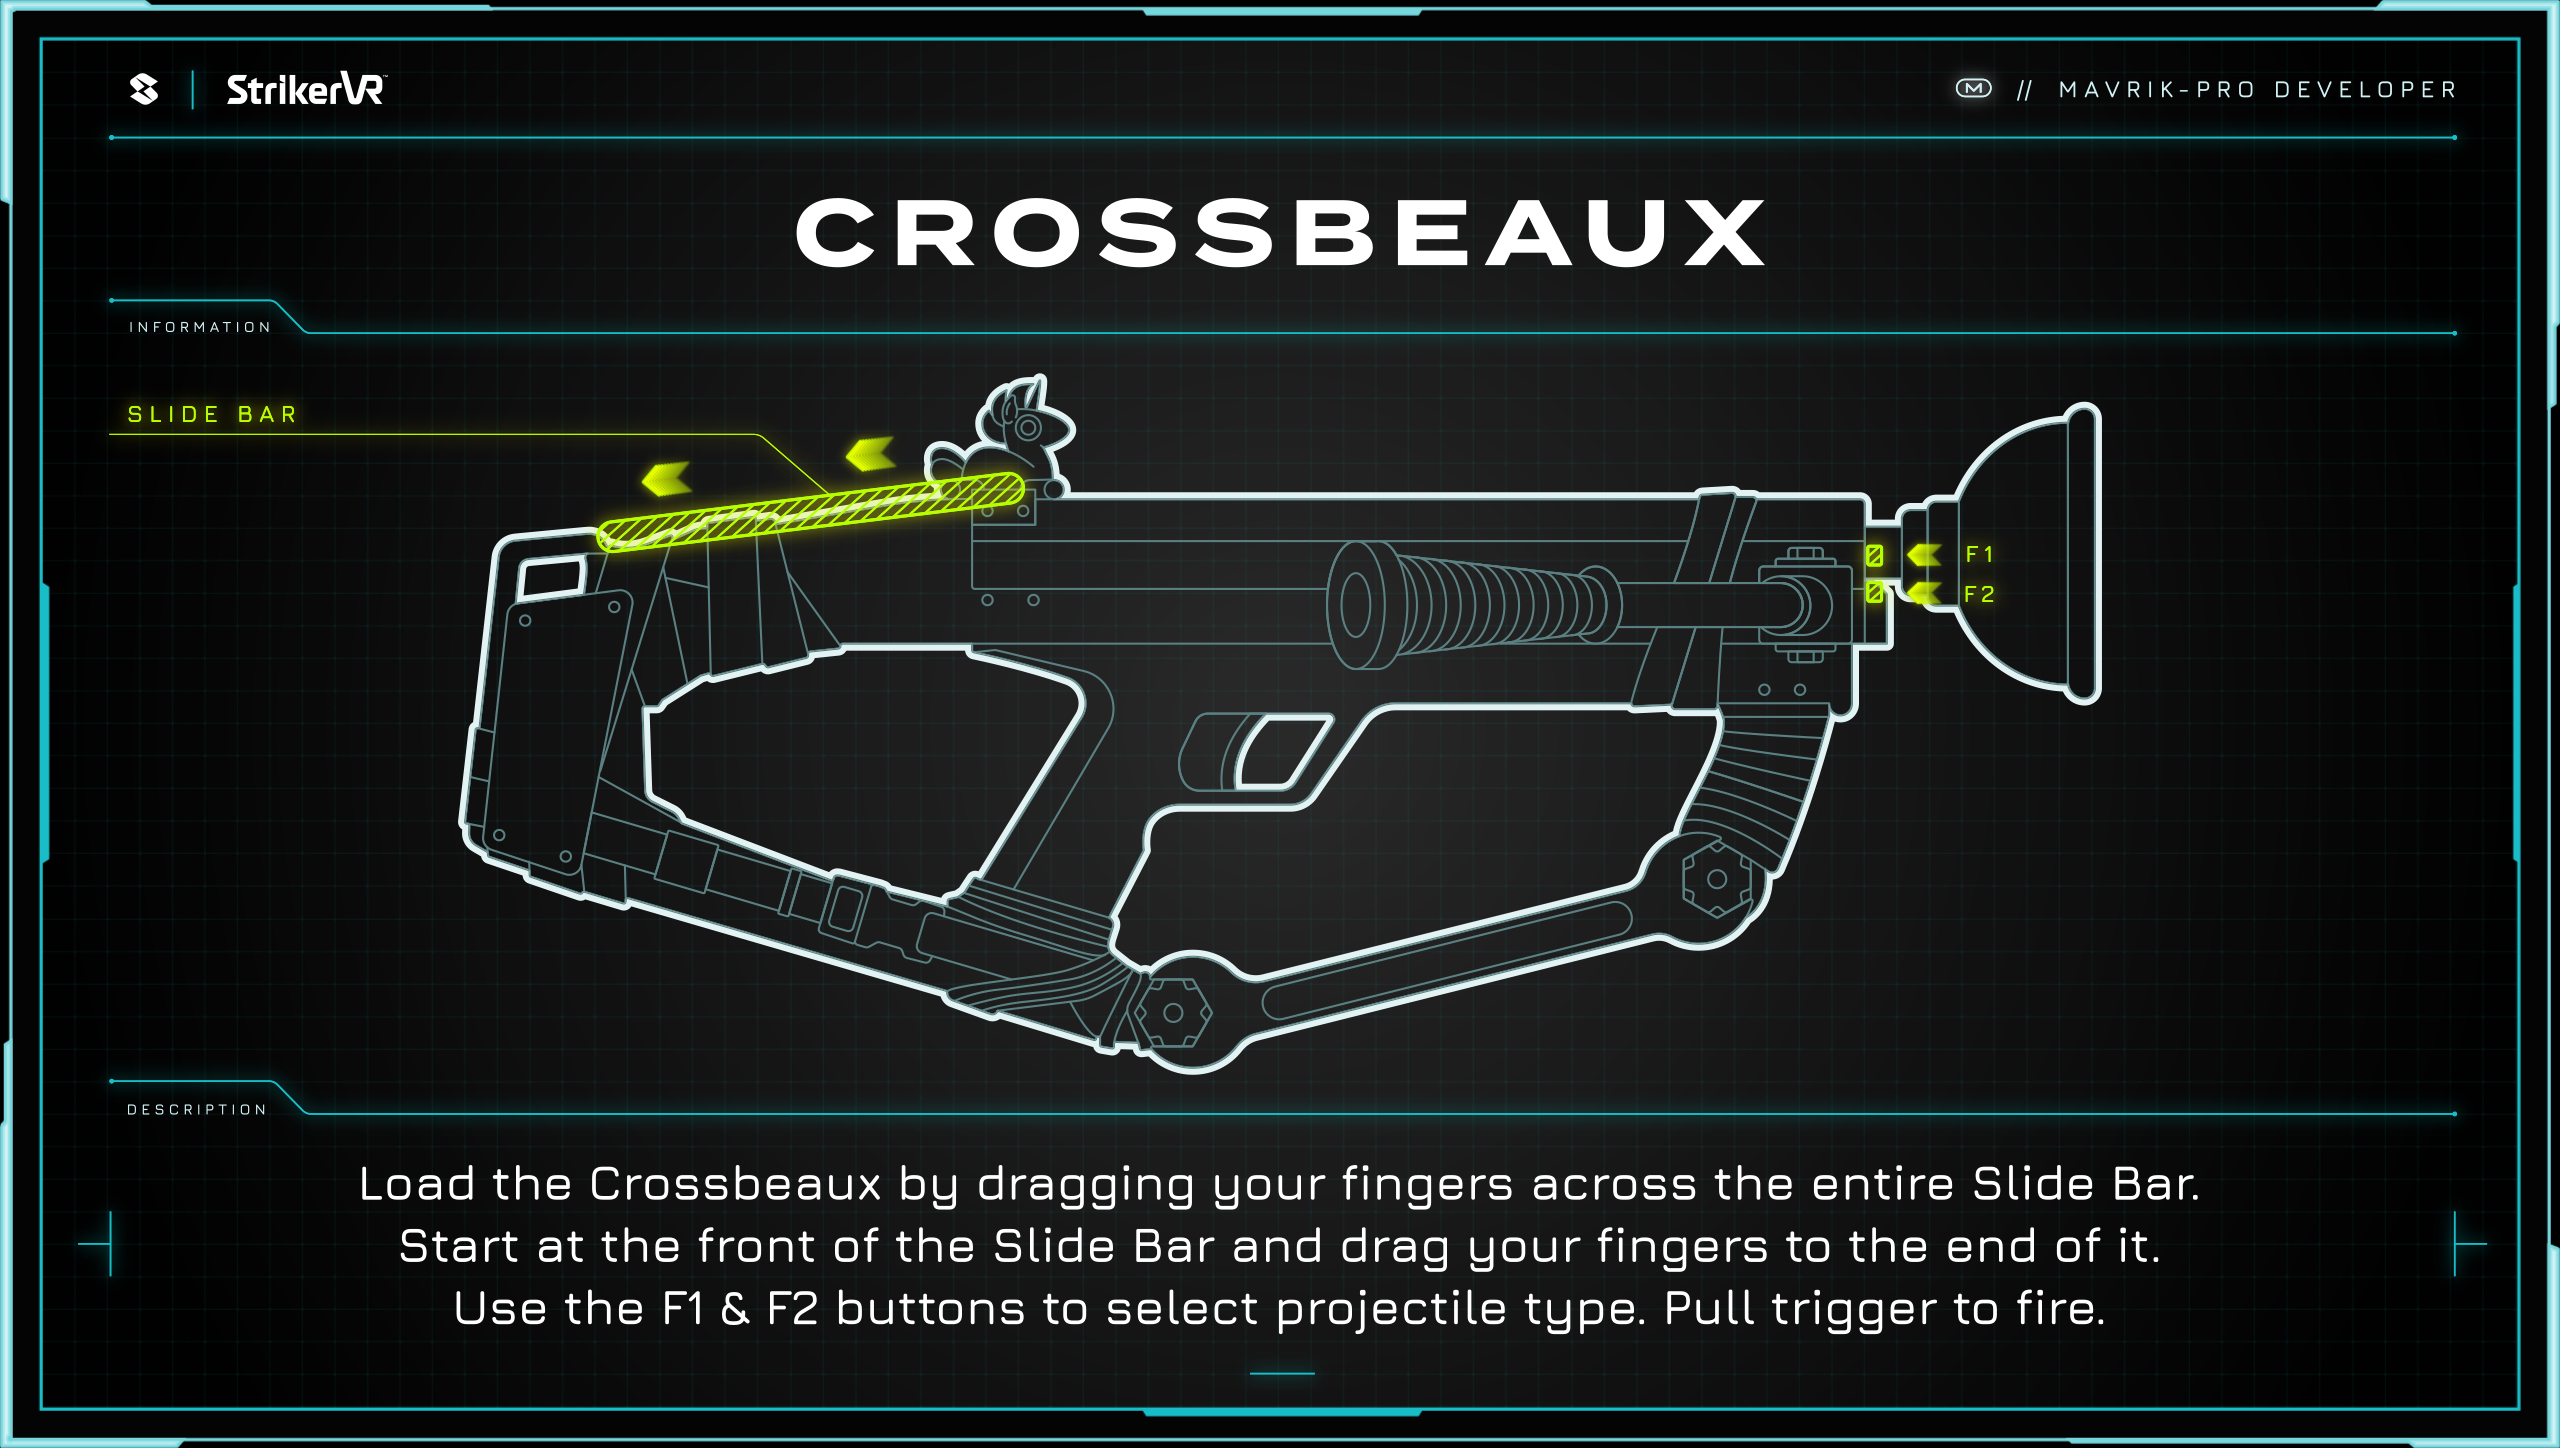 StrikerVR™
M // MAVRIK-PRO DEVELOPER
CROSSBEAUX
INFORMATION
SLIDE BAR
F1
F2
DESCRIPTION
Load the Crossbeaux by dragging your fingers across the entire Slide Bar.
Start at the front of the Slide Bar and drag your fingers to the end of it.
Use the F1 & F2 buttons to select projectile type. Pull trigger to fire.